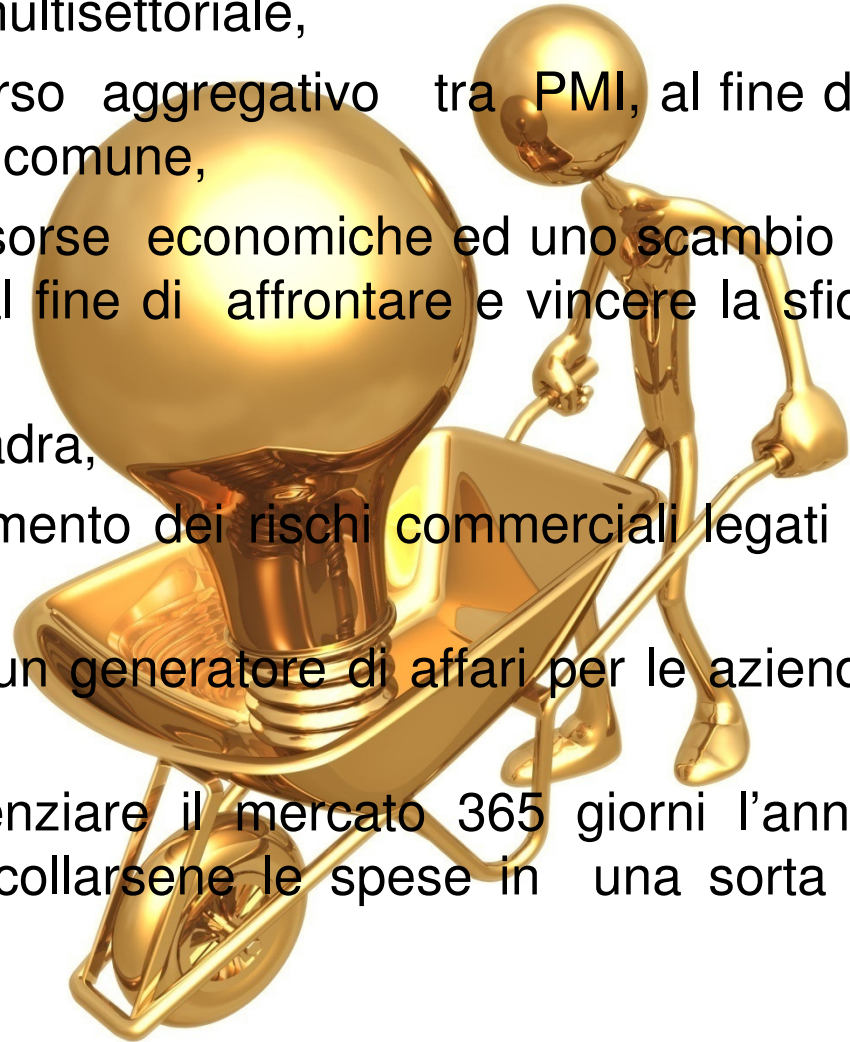 nultisettoriale,
rso aggregativo tra PMI, al fine d
comune,
sorse economiche ed uno scambio
l fine di affrontare e vincere la sfid
adra,
mento dei rischi commerciali legati
un generatore di affari per le aziend
enziare il mercato 365 giorni l’ann
collarsene le spese in una sorta